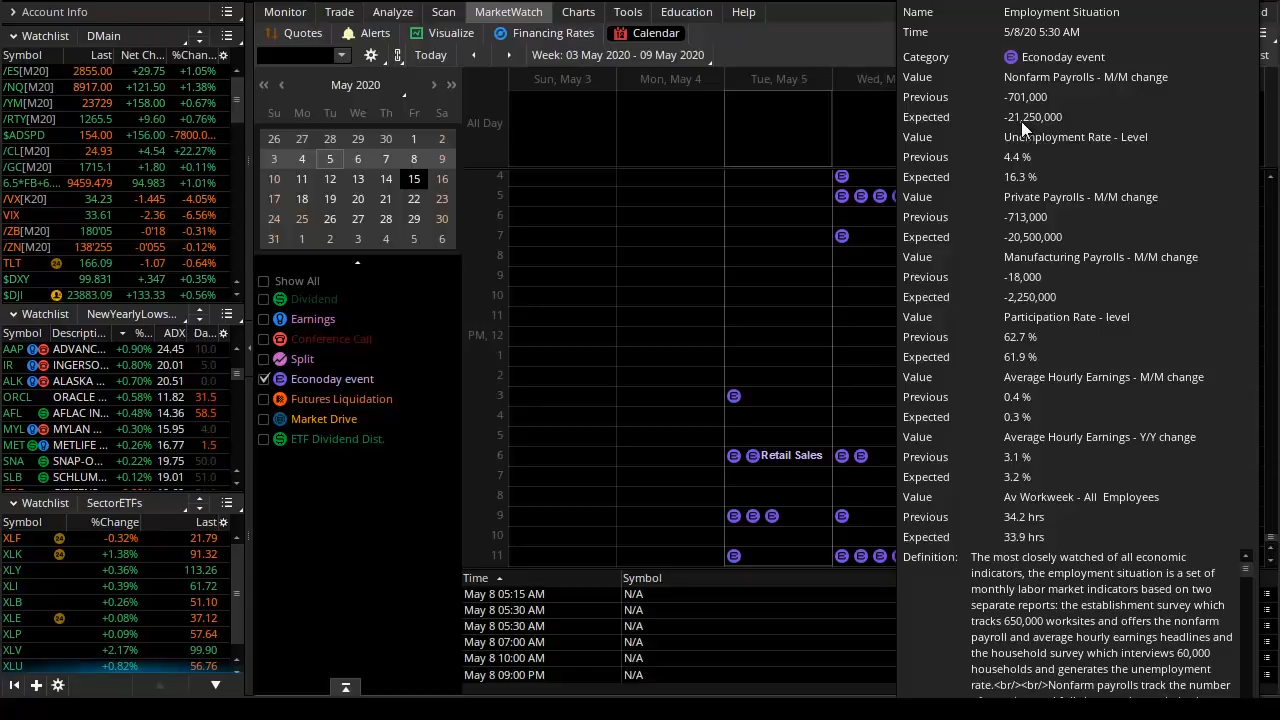 Account Info
Watchlist DMain
Symbol Last Net Ch... %Chan...
/ES[M20] 2855.00 +29.75 +1.05%
/NQ[M20] 8917.00 +121.50 +1.38%
/YM[M20] 23729 +158.00 +0.67%
/RTY[M20] 1265.5 +9.60 +0.76%
$ADSPD 154.00 +156.00 -7800.0...
/CL[M20] 24.93 +4.54 +22.27%
/GC[M20] 1715.1 +1.80 +0.11%
6.5*FB+6.... 9459.479 94.983 +1.01%
/VX[K20] 34.23 -1.445 -4.05%
VIX 33.61 -2.36 -6.56%
/ZB[M20] 180'05 -0'18 -0.31%
/ZN[M20] 138'255 -0'055 -0.12%
TLT 166.09 -1.07 -0.64%
$DXY 99.831 +.347 +0.35%
$DJI 23883.09 +133.33 +0.56%
Watchlist NewYearlyLows...
Symbol Descripti... %... ADX Da...
AAP ADVANC... +0.90% 24.45 10.0
IR INGERSO... +0.80% 20.01 5.0
ALK ALASKA ... +0.70% 20.51 0.0
ORCL ORACLE ... +0.58% 11.82 31.5
AFL AFLAC IN... +0.48% 14.36 58.5
MYL MYLAN ... +0.30% 15.95 4.0
MET METLIFE ... +0.26% 16.77 1.5
SNA SNAP-O... +0.22% 19.75 50.0
SLB SCHLUM... +0.12% 19.01 51.0
Watchlist SectorETFs
Symbol %Change Last
XLF -0.32% 21.79
XLK +1.38% 91.32
XLY +0.36% 113.26
XLI +0.39% 61.72
XLB +0.26% 51.10
XLE +0.08% 37.12
XLP +0.09% 57.64
XLV +2.17% 99.90
XLU +0.82% 56.76
Monitor Trade Analyze Scan MarketWatch Charts Tools Education Help
Quotes Alerts Visualize Financing Rates Calendar
Today Week: 03 May 2020 - 09 May 2020
May 2020
Su Mo Tu We Th Fr Sa
26 27 28 29 30 1 2
3 4 5 6 7 8 9
10 11 12 13 14 15 16
17 18 19 20 21 22 23
24 25 26 27 28 29 30
31 1 2 3 4 5 6
Show All
Dividend
Earnings
Conference Call
Split
Econoday event
Futures Liquidation
Market Drive
ETF Dividend Dist.
Sun, May 3 Mon, May 4 Tue, May 5 Wed, M
All Day
4
5
7
8
9
10
11
PM, 12
1
2
3
5
6 Retail Sales
7
8
9
10
11
Time Symbol
May 8 05:15 AM N/A
May 8 05:30 AM N/A
May 8 05:30 AM N/A
May 8 07:00 AM N/A
May 8 10:00 AM N/A
May 8 09:00 PM N/A
Name Employment Situation
Time 5/8/20 5:30 AM
Category Econoday event
Value Nonfarm Payrolls - M/M change
Previous -701,000
Expected -21,250,000
Value Unemployment Rate - Level
Previous 4.4 %
Expected 16.3 %
Value Private Payrolls - M/M change
Previous -713,000
Expected -20,500,000
Value Manufacturing Payrolls - M/M change
Previous -18,000
Expected -2,250,000
Value Participation Rate - level
Previous 62.7 %
Expected 61.9 %
Value Average Hourly Earnings - M/M change
Previous 0.4 %
Expected 0.3 %
Value Average Hourly Earnings - Y/Y change
Previous 3.1 %
Expected 3.2 %
Value Av Workweek - All Employees
Previous 34.2 hrs
Expected 33.9 hrs
Definition: The most closely watched of all economic
indicators, the employment situation is a set of
monthly labor market indicators based on two
separate reports: the establishment survey which
tracks 650,000 worksites and offers the nonfarm
payroll and average hourly earnings headlines and
the household survey which interviews 60,000
households and generates the unemployment
rate.<br/><br/>Nonfarm payrolls track the number